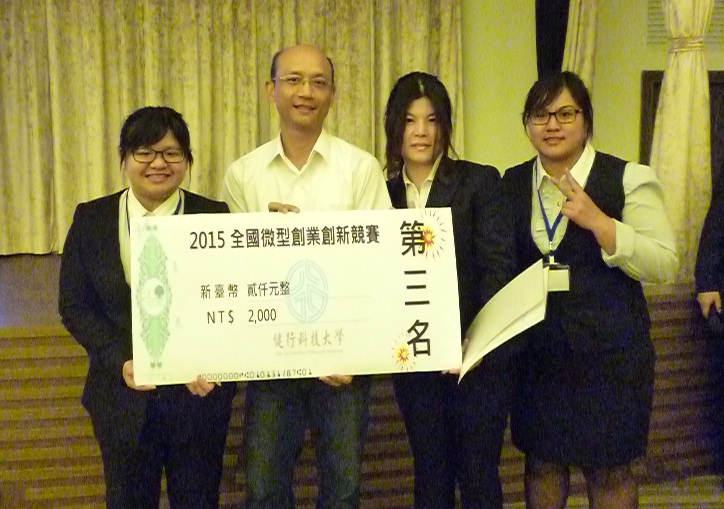 2015 全國微型創業創新競賽
新臺幣 貳仟元整
NT$ 2,000
健行科技大學
第三名